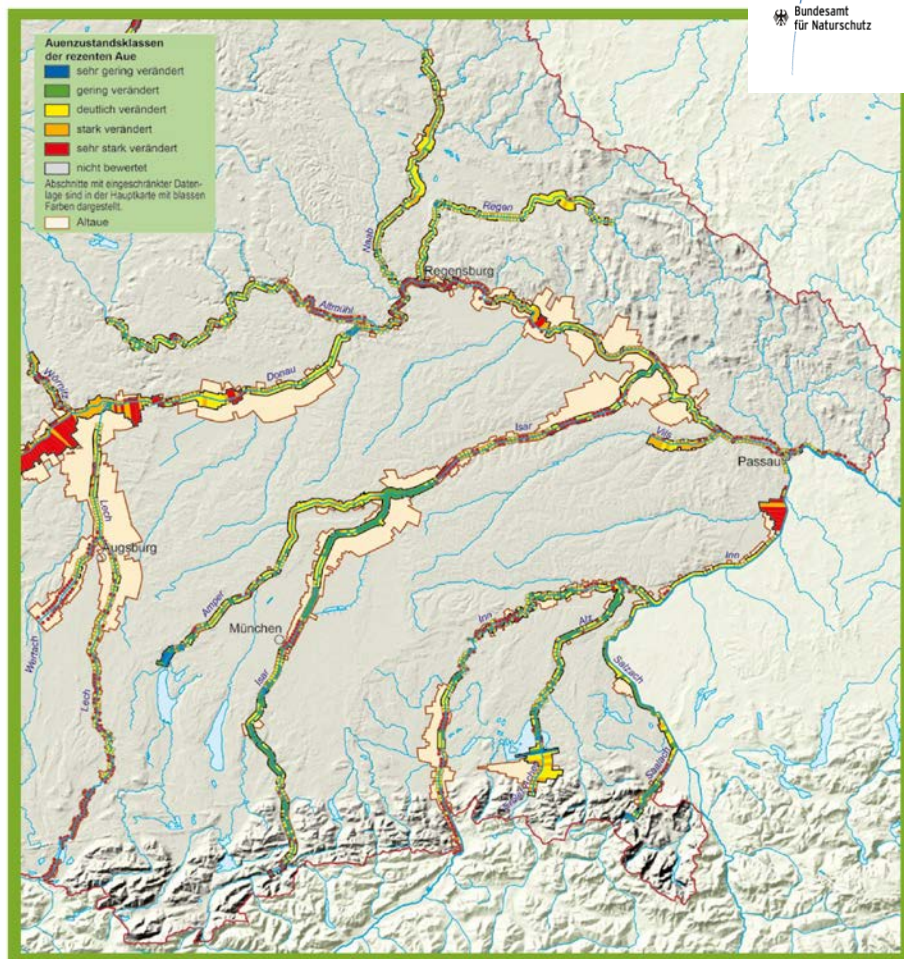 Bundesamt
für Naturschutz
Auenzustandsklassen
der rezenten Aue
sehr gering verändert
gering verändert
deutlich verändert
stark verändert
sehr stark verändert
nicht bewertet
Abschnitte mit eingeschränkter Daten-
lage sind in der Hauptkarte mit blassen
Farben dargestellt.
Altaue
Naab
Regen
Regensburg
Altmühl
Wörnitz
Donau
Isar
Vils
Passau
Lech
Augsburg
Inn
Amper
Wertach
München
Inn
Alz
Isar
Lech
Salzach
Saalach